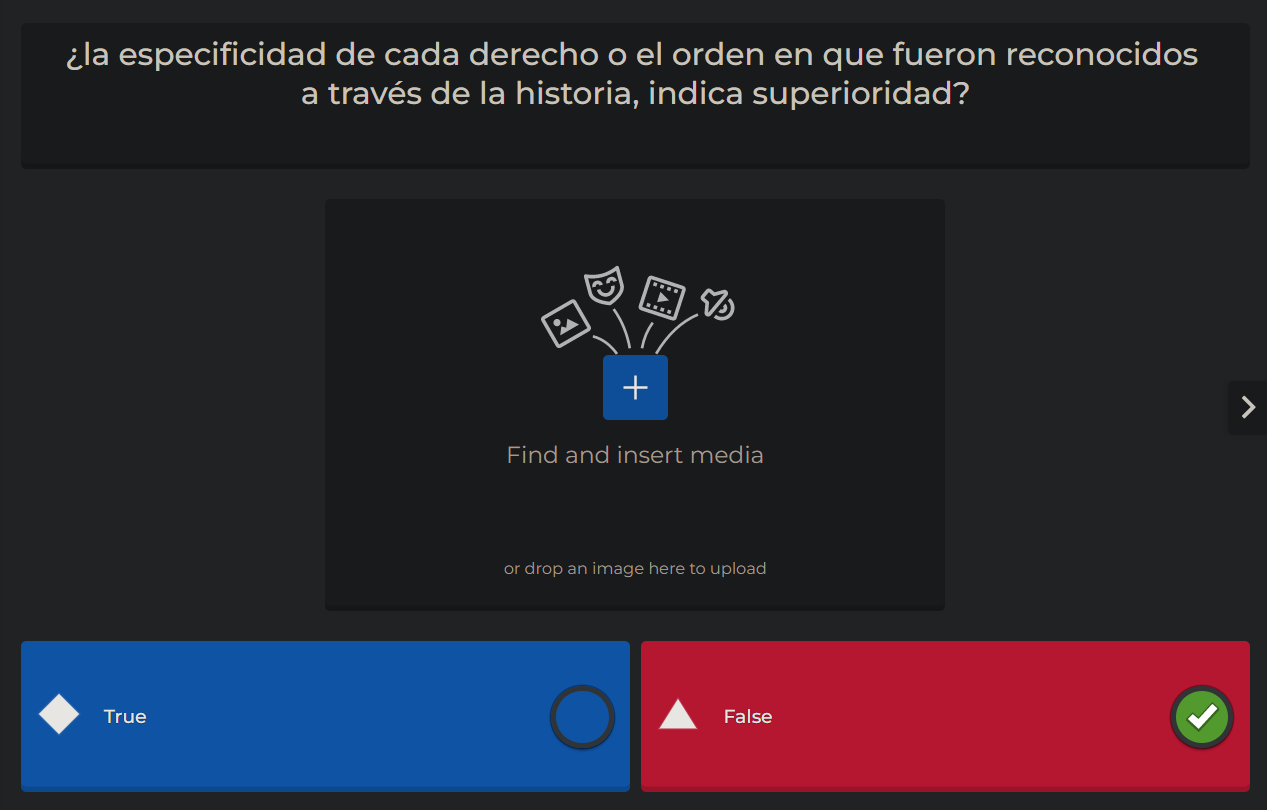 ¿la especificidad de cada derecho o el orden en que fueron reconocidos
a través de la historia, indica superioridad?
Find and insert media
or drop an image here to upload
True
False